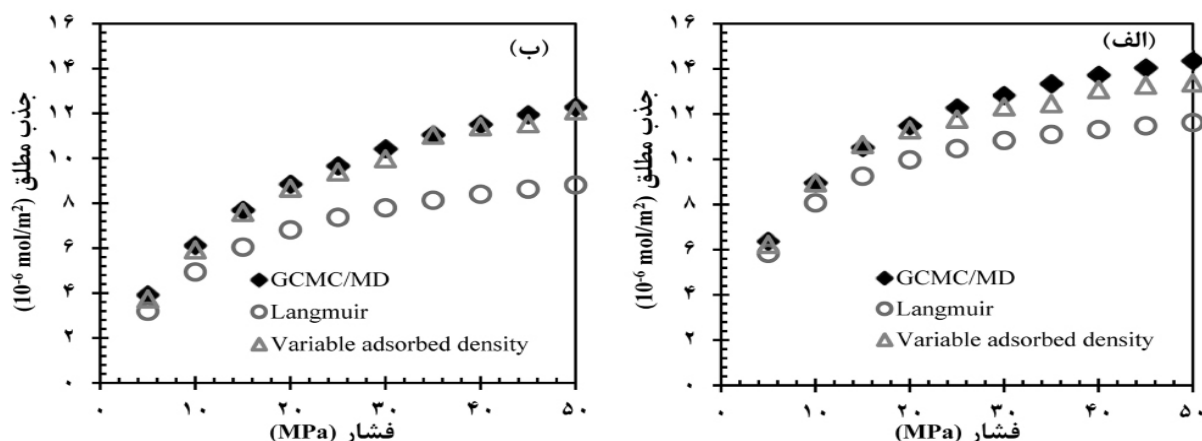 (الف)
جذب مطلق (10⁻⁶ mol/m²)
۱۶
۱۴
۱۲
۱۰
۸
۶
۴
۲
۰
◆ GCMC/MD
○ Langmuir
△ Variable adsorbed density
۰ ۱۰ ۲۰ ۳۰ ۴۰ ۵۰
فشار (MPa)
(ب)
جذب مطلق (10⁻⁶ mol/m²)
۱۶
۱۴
۱۲
۱۰
۸
۶
۴
۲
۰
◆ GCMC/MD
○ Langmuir
△ Variable adsorbed density
۰ ۱۰ ۲۰ ۳۰ ۴۰ ۵۰
فشار (MPa)